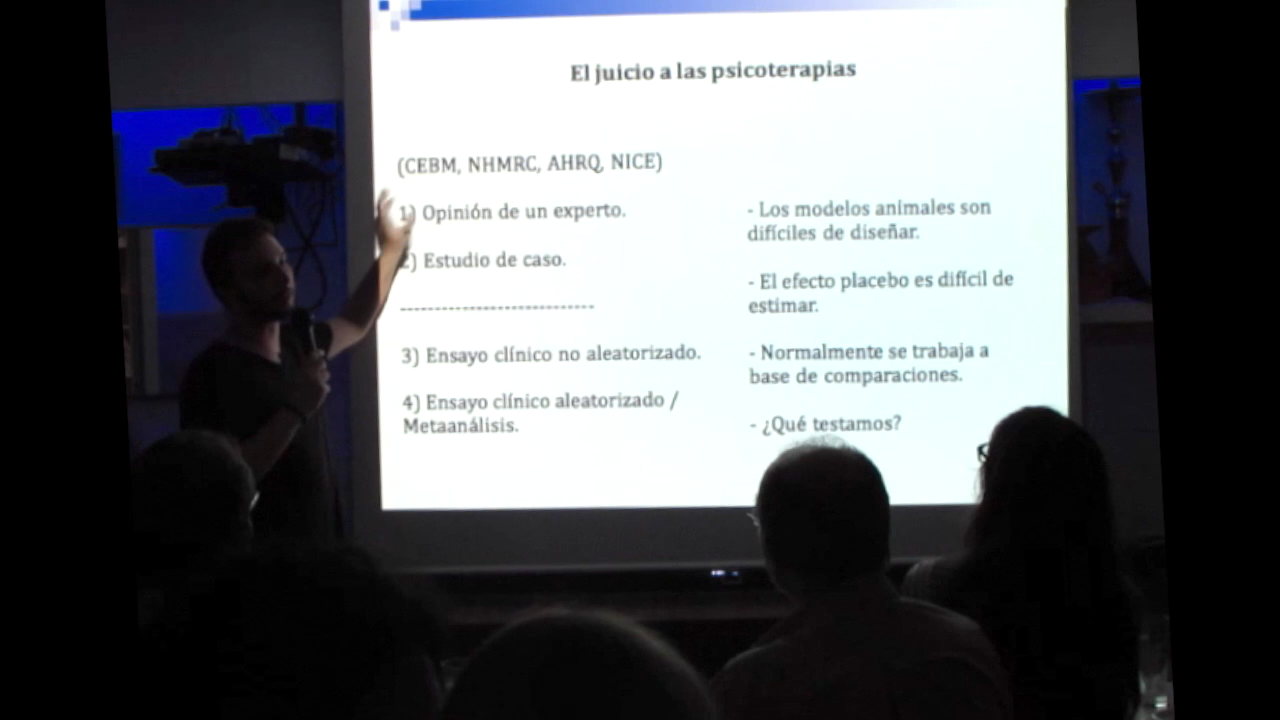 El juicio a las psicoterapias
(CEBM, NHMRC, AHRQ, NICE)
1) Opinión de un experto.
2) Estudio de caso.
----------------------------
3) Ensayo clínico no aleatorizado.
4) Ensayo clínico aleatorizado /
Metaanálisis.
- Los modelos animales son
difíciles de diseñar.
- El efecto placebo es difícil de
estimar.
- Normalmente se trabaja a
base de comparaciones.
- ¿Qué testamos?